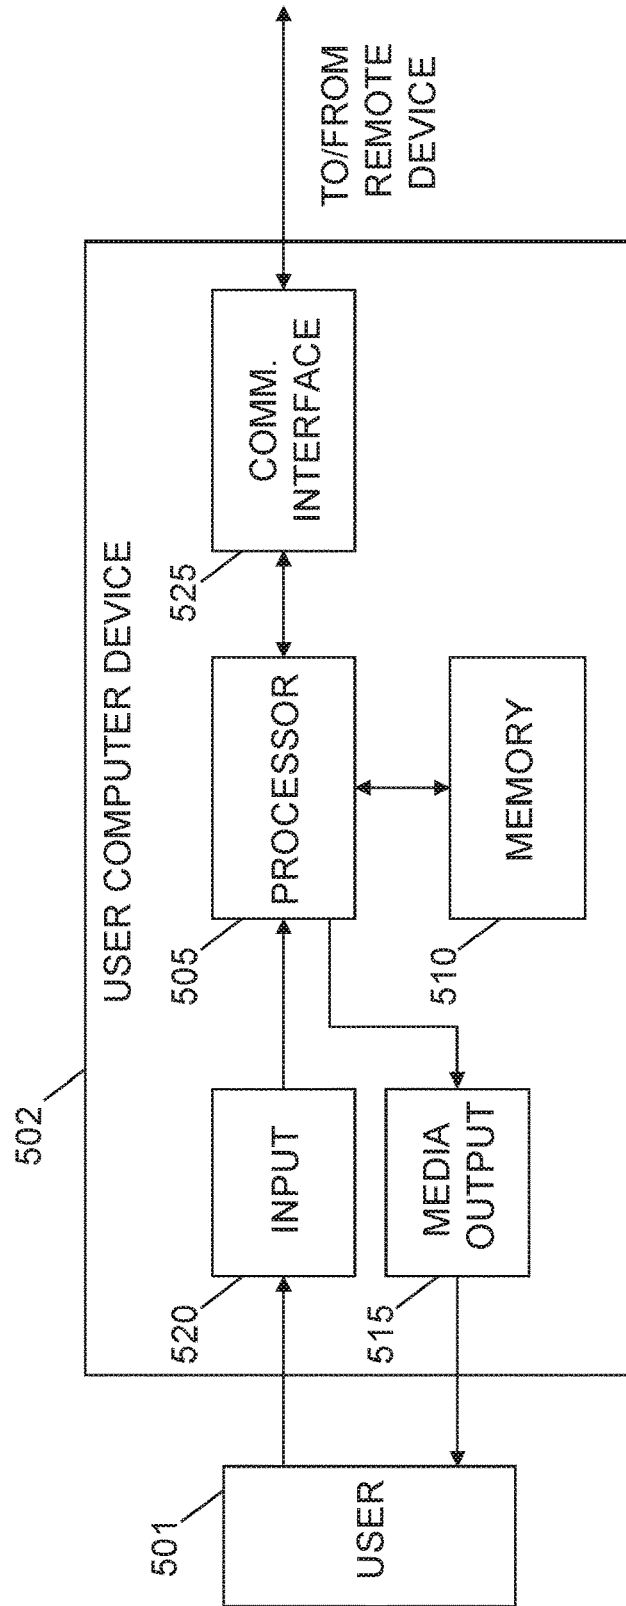 502
USER COMPUTER DEVICE
501
USER
520
INPUT
505
PROCESSOR
525
COMM.
INTERFACE
TO/FROM
REMOTE
DEVICE
515
MEDIA
OUTPUT
510
MEMORY